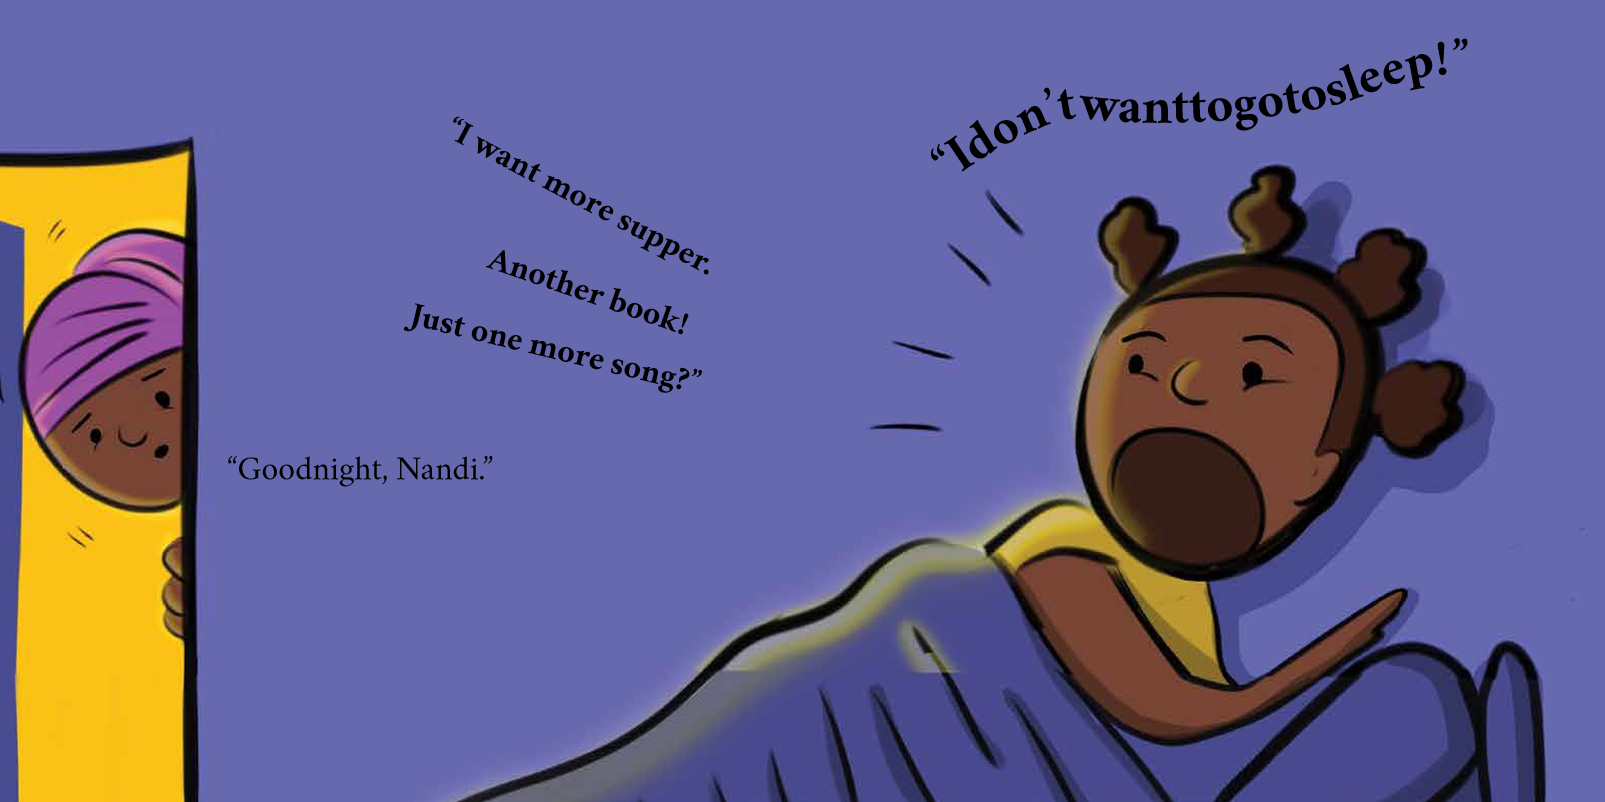 “Idon’twanttogotosleep!”
“I want more supper.
Another book!
Just one more song?”
“Goodnight, Nandi.”